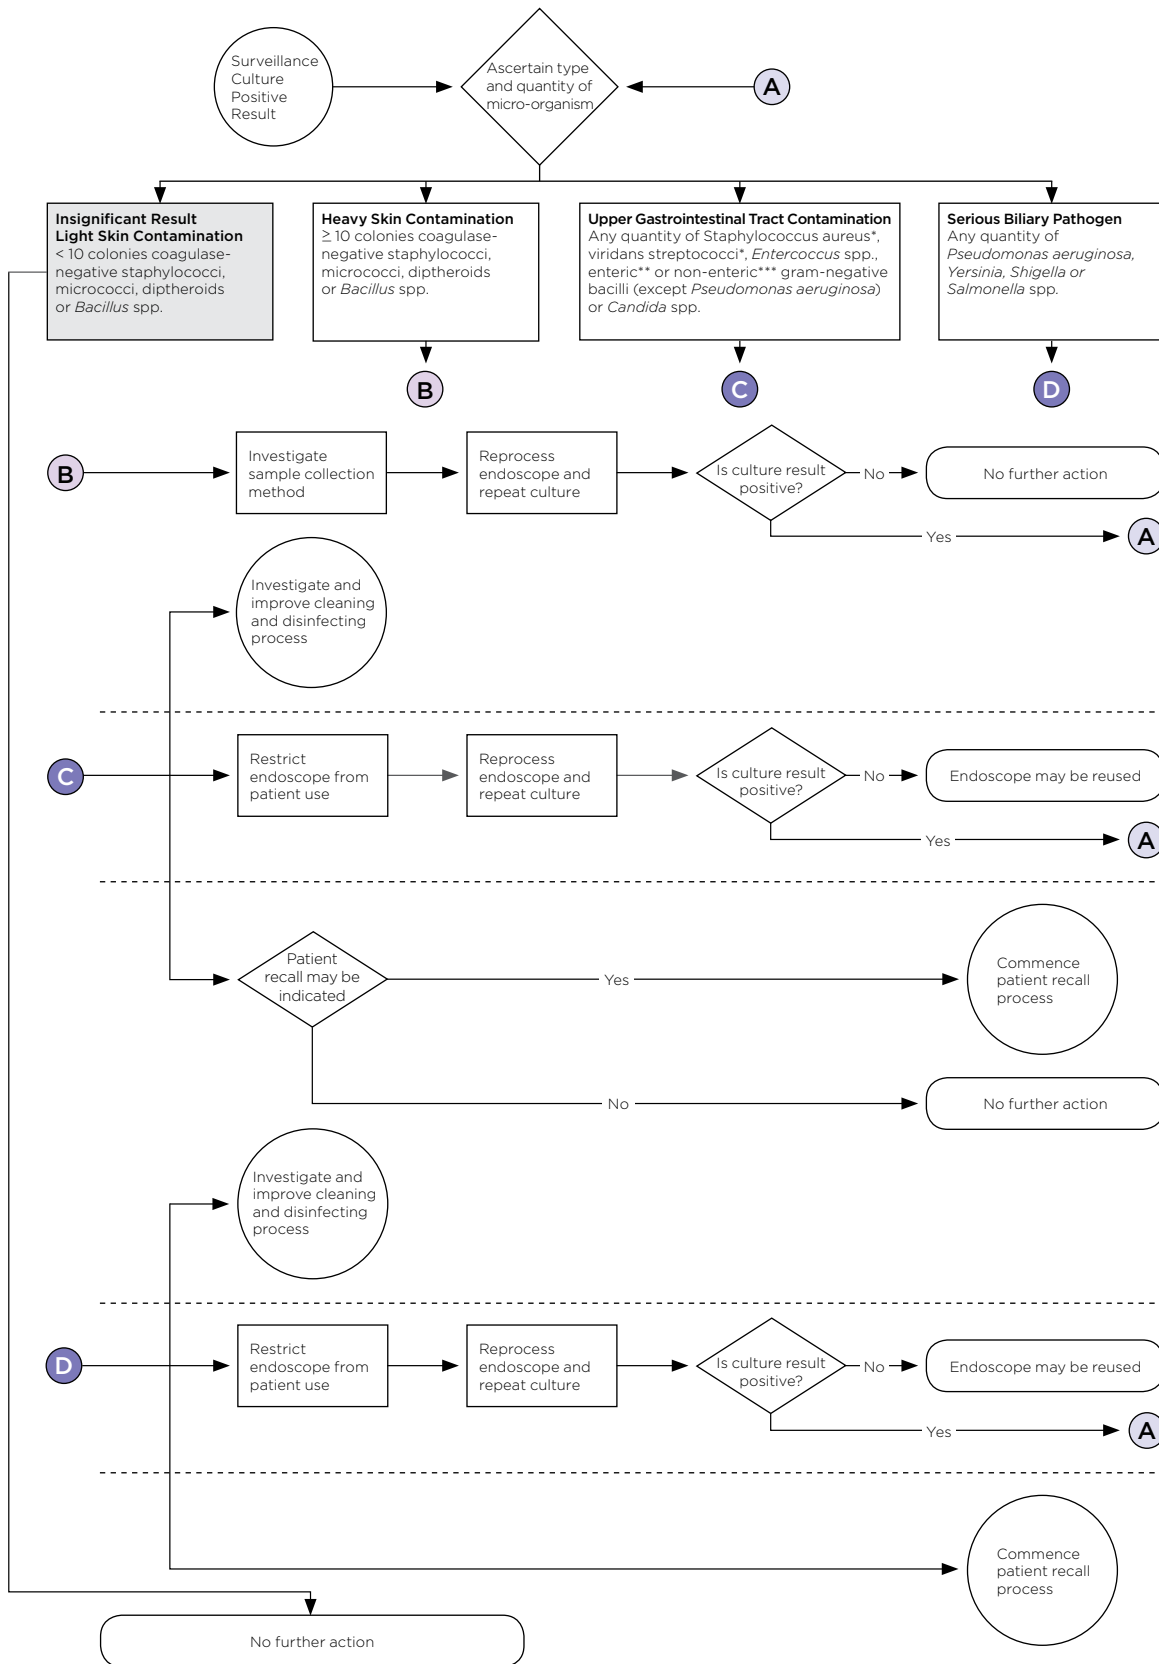 Surveillance
Culture
Positive
Result
Ascertain type
and quantity of
micro-organism
A
Insignificant Result
Light Skin Contamination
< 10 colonies coagulase-
negative staphylococci,
micrococci, diptheroids
or Bacillus spp.
Heavy Skin Contamination
≥ 10 colonies coagulase-
negative staphylococci,
micrococci, diptheroids
or Bacillus spp.
Upper Gastrointestinal Tract Contamination
Any quantity of Staphylococcus aureus*,
viridans streptococci*, Entercoccus spp.,
enteric** or non-enteric*** gram-negative
bacilli (except Pseudomonas aeruginosa)
or Candida spp.
Serious Biliary Pathogen
Any quantity of
Pseudomonas aeruginosa,
Yersinia, Shigella or
Salmonella spp.
B
C
D
B
Investigate
sample collection
method
Reprocess
endoscope and
repeat culture
Is culture result
positive?
No
No further action
Yes
A
Investigate and
improve cleaning
and disinfecting
process
C
Restrict
endoscope from
patient use
Reprocess
endoscope and
repeat culture
Is culture result
positive?
No
Endoscope may be reused
Yes
A
Patient
recall may be
indicated
Yes
Commence
patient recall
process
No
No further action
Investigate and
improve cleaning
and disinfecting
process
D
Restrict
endoscope from
patient use
Reprocess
endoscope and
repeat culture
Is culture result
positive?
No
Endoscope may be reused
Yes
A
Commence
patient recall
process
No further action